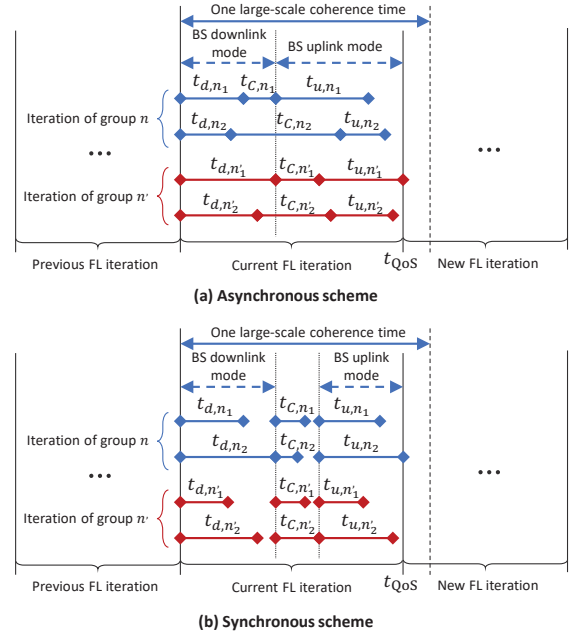 One large-scale coherence time
BS downlink mode
BS uplink mode
t_{d,n_1} t_{C,n_1} t_{u,n_1}
Iteration of group n
t_{d,n_2} t_{C,n_2} t_{u,n_2}
... ...
t_{d,n'_1} t_{C,n'_1} t_{u,n'_1}
Iteration of group n'
t_{d,n'_2} t_{C,n'_2} t_{u,n'_2}
Previous FL iteration Current FL iteration t_{QoS} New FL iteration
(a) Asynchronous scheme
One large-scale coherence time
BS downlink mode
BS uplink mode
t_{d,n_1} t_{C,n_1} t_{u,n_1}
Iteration of group n
t_{d,n_2} t_{C,n_2} t_{u,n_2}
... ...
t_{d,n'_1} t_{C,n'_1} t_{u,n'_1}
Iteration of group n'
t_{d,n'_2} t_{C,n'_2} t_{u,n'_2}
Previous FL iteration Current FL iteration t_{QoS} New FL iteration
(b) Synchronous scheme